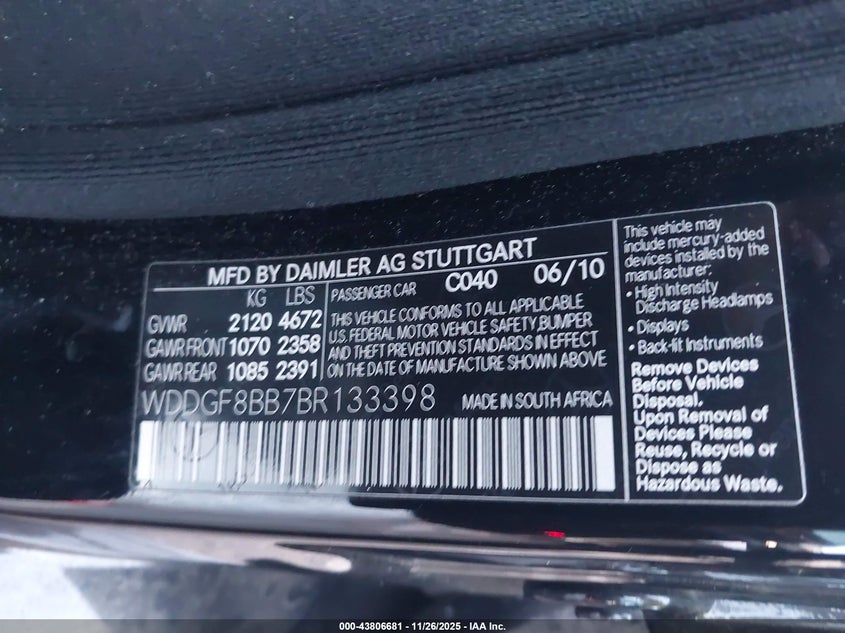 MFD BY DAIMLER AG STUTTGART
KG LBS
GVWR 2120 4672
GAWR FRONT 1070 2358
GAWR REAR 1085 2391
PASSENGER CAR C040 06/10
THIS VEHICLE CONFORMS TO ALL APPLICABLE
U.S. FEDERAL MOTOR VEHICLE SAFETY, BUMPER
AND THEFT PREVENTION STANDARDS IN EFFECT
ON THE DATE OF MANUFACTURE SHOWN ABOVE
WDDGF8BB7BR133398 MADE IN SOUTH AFRICA
This vehicle may
include mercury-added
devices installed by the
manufacturer:
• High Intensity
Discharge Headlamps
• Displays
• Back-lit Instruments
Remove Devices
Before Vehicle
Disposal.
Upon Removal of
Devices Please
Reuse, Recycle or
Dispose as
Hazardous Waste.
000-43806681 - 11/26/2025 - IAA Inc.